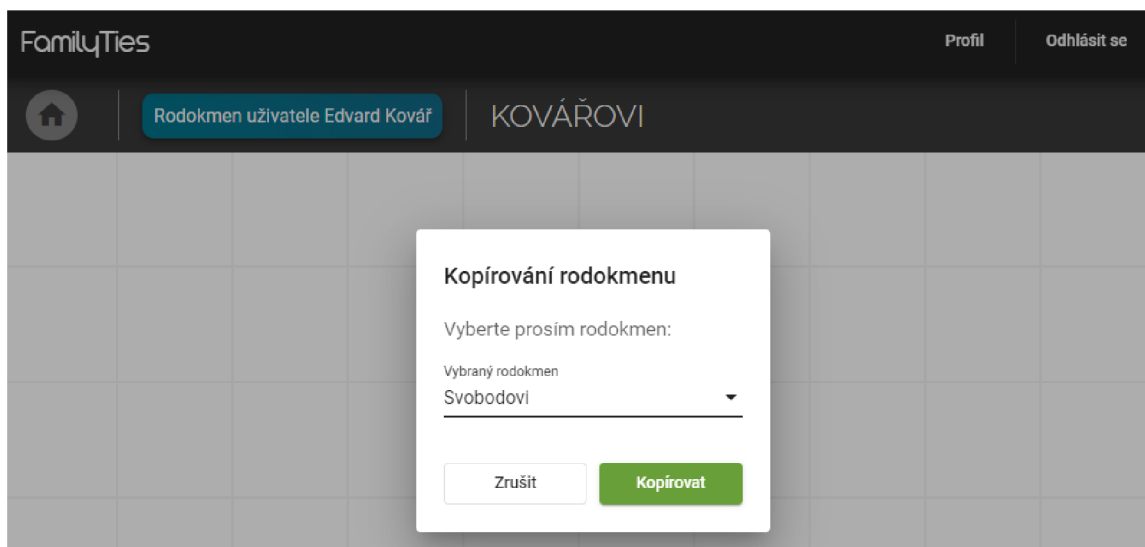 FamilyTies
Profil
Odhlásit se
Rodokmen uživatele Edvard Kovář
KOVÁŘOVI
Kopírování rodokmenu
Vyberte prosím rodokmen:
Vybraný rodokmen
Svobodovi
Zrušit
Kopírovat